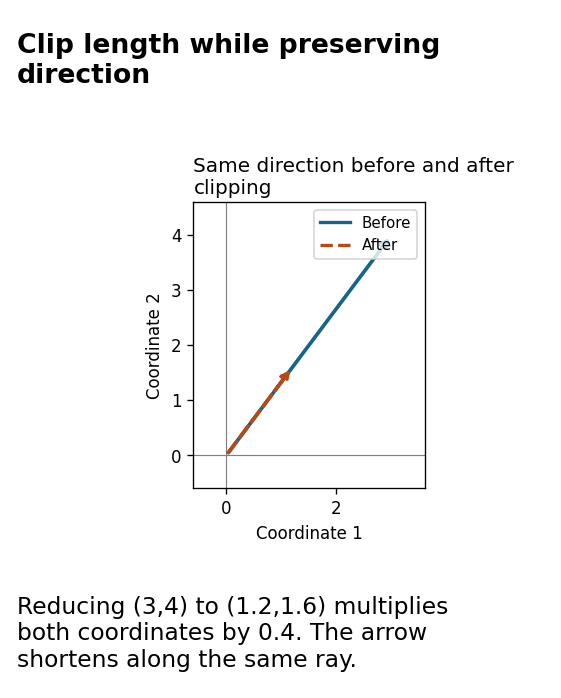 Clip length while preserving
direction
Same direction before and after
clipping
Before
After
4
3
2
1
0
Coordinate 2
0
2
Coordinate 1
Reducing (3,4) to (1.2,1.6) multiplies
both coordinates by 0.4. The arrow
shortens along the same ray.